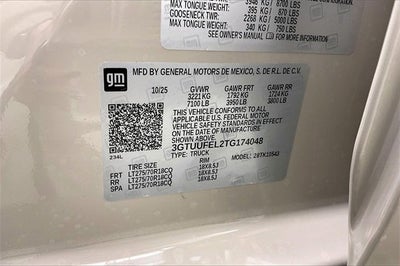 3946 KG / 8700 LBS
MAX TONGUE WEIGHT: 395 KG / 870 LBS
GOOSENECK TWR: 2268 KG / 5000 LBS
MAX TONGUE WEIGHT: 340 KG / 750 LBS
SEE OWNER'S MANUAL FOR MORE INFORMATION
gm
MFD BY GENERAL MOTORS DE MEXICO, S. DE R.L. DE C.V.
10/25 GVWR GAWR FRT GAWR RR
3221 KG 1792 KG 1724 KG
7100 LB 3950 LB 3800 LB
THIS VEHICLE CONFORMS TO ALL
APPLICABLE U.S. FEDERAL MOTOR
VEHICLE SAFETY STANDARDS IN
EFFECT ON THE DATE OF
MANUFACTURE SHOWN ABOVE.
3GTUUFEL2TG174048
TYPE: TRUCK MODEL: 28TK10543
234L
TIRE SIZE RIM
FRT LT275/70R18CQ 18X8.5J
RR LT275/70R18CQ 18X8.5J
SPA LT275/70R18CQ 18X8.5J